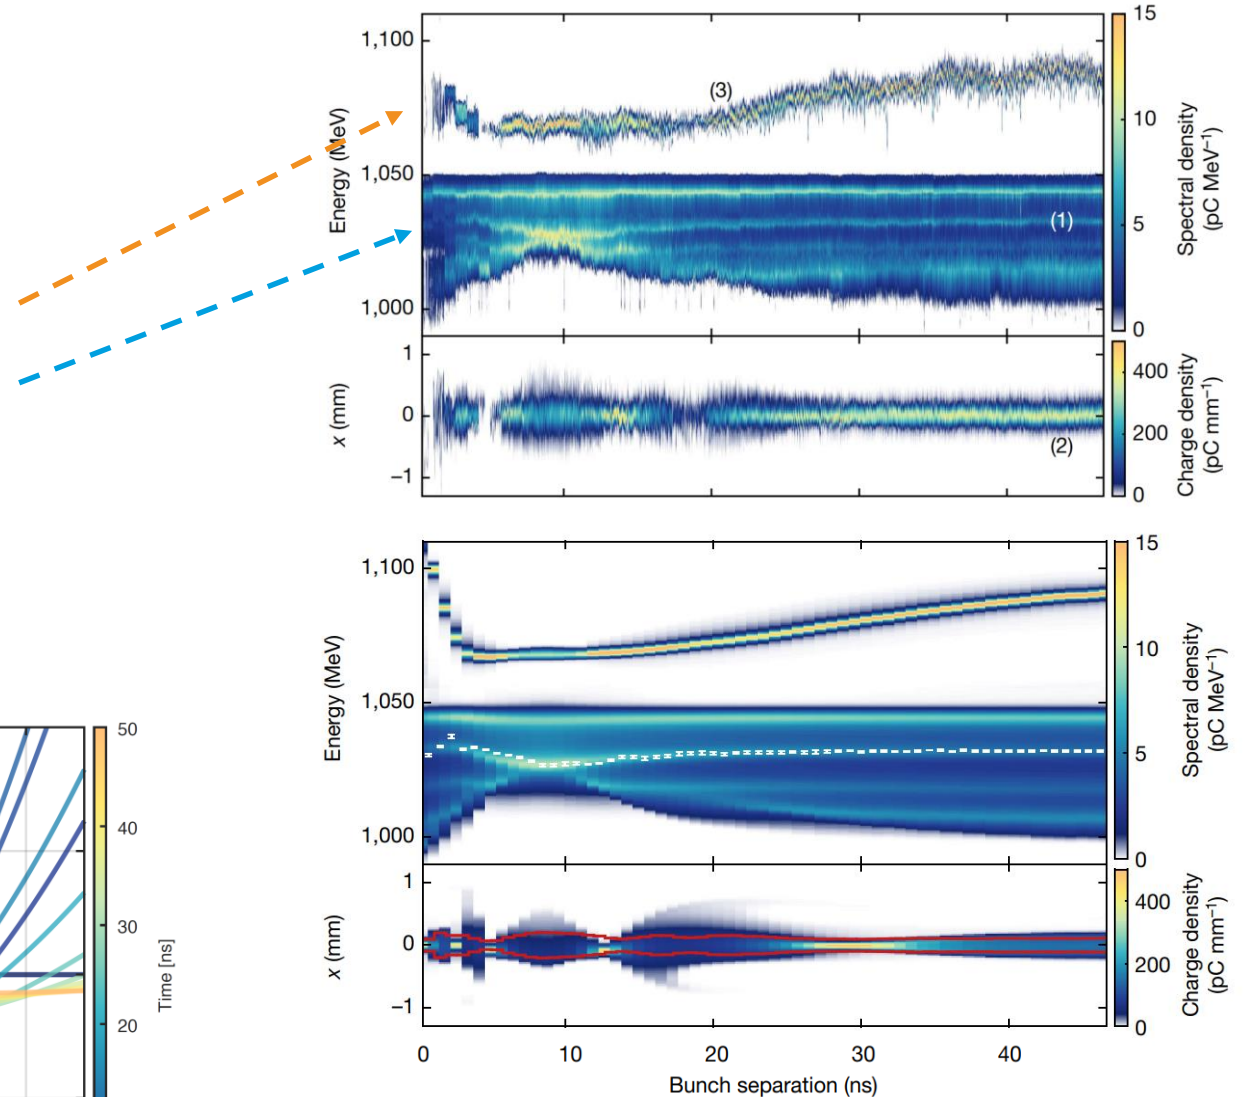 1,100
1,050
1,000
Energy (MeV)
(3)
(1)
15
10
5
0
Spectral density
(pC MeV⁻¹)
1
0
−1
x (mm)
(2)
400
200
0
Charge density
(pC mm⁻¹)
1,100
1,050
1,000
Energy (MeV)
15
10
5
0
Spectral density
(pC MeV⁻¹)
1
0
−1
x (mm)
400
200
0
Charge density
(pC mm⁻¹)
0 10 20 30 40
Bunch separation (ns)
50
40
30
20
Time [ns]